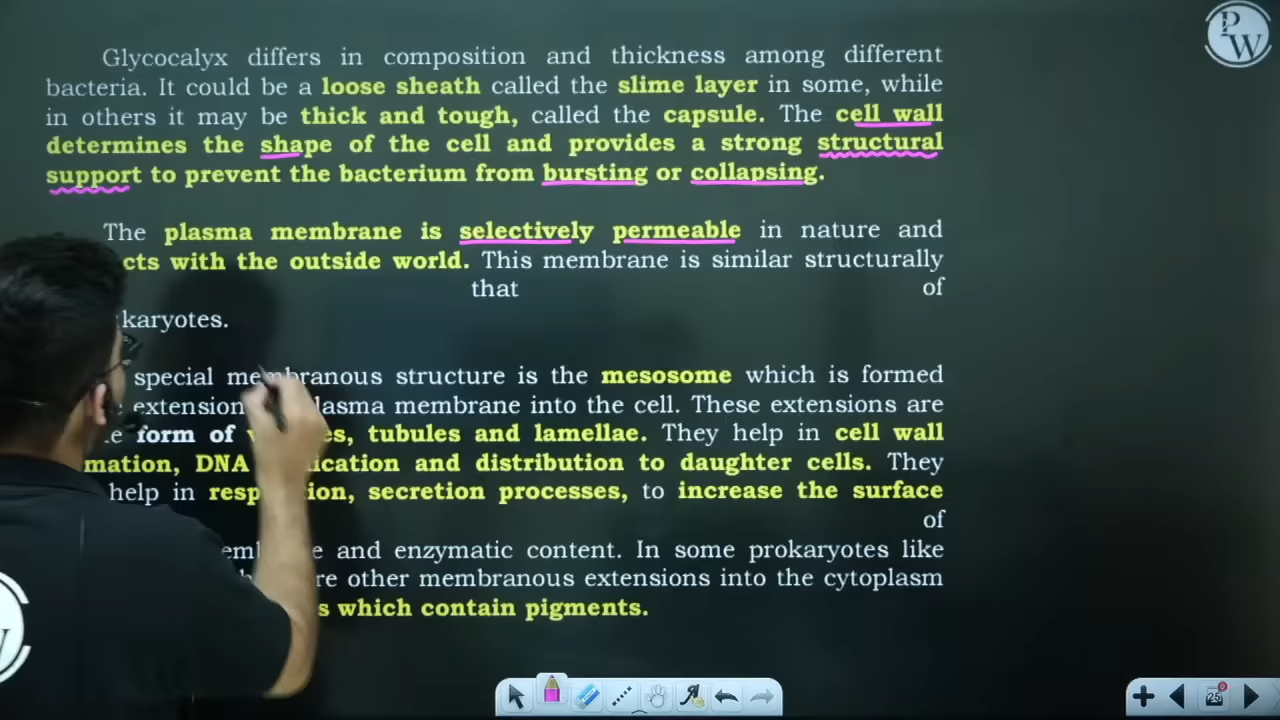 Glycocalyx differs in composition and thickness among different
bacteria. It could be a loose sheath called the slime layer in some, while
in others it may be thick and tough, called the capsule. The cell wall
determines the shape of the cell and provides a strong structural
support to prevent the bacterium from bursting or collapsing.
The plasma membrane is selectively permeable in nature and
cts with the outside world. This membrane is similar structurally
that of
karyotes.
special membranous structure is the mesosome which is formed
extension lasma membrane into the cell. These extensions are
form of es, tubules and lamellae. They help in cell wall
mation, DNA ication and distribution to daughter cells. They
help in resp ion, secretion processes, to increase the surface
of
emb e and enzymatic content. In some prokaryotes like
re other membranous extensions into the cytoplasm
s which contain pigments.
PW
25